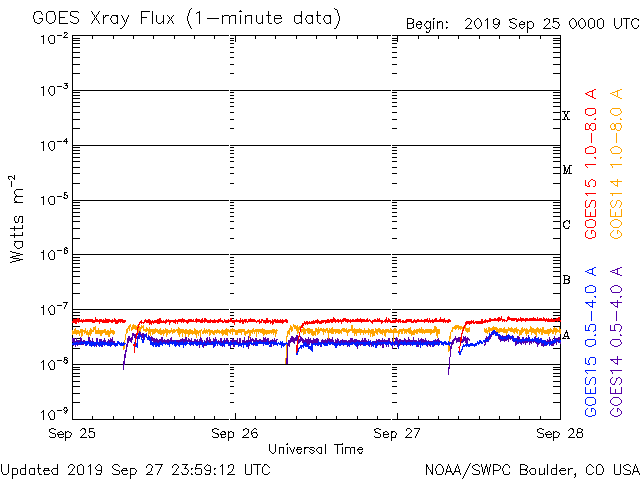 GOES Xray Flux (1-minute data)
Begin: 2019 Sep 25 0000 UTC
10⁻²
10⁻³
10⁻⁴
10⁻⁵
10⁻⁶
10⁻⁷
10⁻⁸
10⁻⁹
Watts m⁻²
X
M
C
B
A
GOES15 1.0-8.0 A
GOES14 1.0-8.0 A
GOES15 0.5-4.0 A
GOES14 0.5-4.0 A
Sep 25
Sep 26
Sep 27
Sep 28
Universal Time
Updated 2019 Sep 27 23:59:12 UTC
NOAA/SWPC Boulder, CO USA